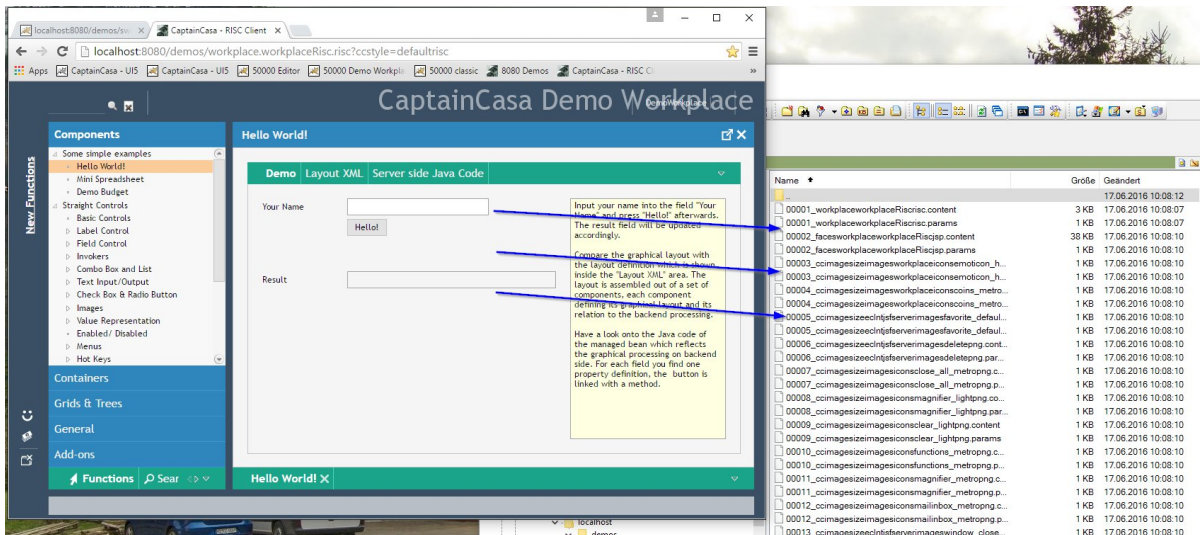 localhost:8080/demos/sw
CaptainCasa - RISC Client
localhost:8080/demos/workplace.workplaceRisc.risc?ccstyle=defaultrisc
Apps CaptainCasa - UI5 CaptainCasa - UI5 50000 Editor 50000 Demo Workpl 50000 classic 8080 Demos CaptainCasa - RISC C »
CaptainCasa Demo Workplace
DemoWorkplace
New Functions
Components
Some simple examples
Hello World!
Mini Spreadsheet
Demo Budget
Straight Controls
Basic Controls
Label Control
Field Control
Invokers
Combo Box and List
Text Input/Output
Check Box & Radio Button
Images
Value Representation
Enabled/ Disabled
Menus
Hot Keys
Containers
Grids & Trees
General
Add-ons
Functions Sear
Hello World!
Demo Layout XML Server side Java Code
Your Name
Hello!
Result
Input your name into the field "Your
Name" and press "Hello!" afterwards.
The result field will be updated
accordingly.
Compare the graphical layout with
the layout definition which is shown
inside the "Layout XML" area. The
layout is assembled out of a set of
components, each component
defining its graphical layout and its
relation to the backend processing.
Have a look onto the Java code of
the managed bean which reflects
the graphical processing on backend
side. For each field you find one
property definition, the button is
linked with a method.
Hello World!
Name Größe Geändert
.. 17.06.2016 10:08:12
00001_workplaceworkplaceRiscrisc.content 3 KB 17.06.2016 10:08:07
00001_workplaceworkplaceRiscrisc.params 1 KB 17.06.2016 10:08:07
00002_facesworkplaceworkplaceRiscjsp.content 38 KB 17.06.2016 10:08:10
00002_facesworkplaceworkplaceRiscjsp.params 1 KB 17.06.2016 10:08:10
00003_ccimagesizeimagesworkplaceiconsemoticon_h... 1 KB 17.06.2016 10:08:10
00003_ccimagesizeimagesworkplaceiconsemoticon_h... 1 KB 17.06.2016 10:08:10
00004_ccimagesizeimagesworkplaceiconscoins_metro... 1 KB 17.06.2016 10:08:10
00004_ccimagesizeimagesworkplaceiconscoins_metro... 1 KB 17.06.2016 10:08:10
00005_ccimagesizeeclntjsfserverimagesfavorite_defaul... 1 KB 17.06.2016 10:08:10
00005_ccimagesizeeclntjsfserverimagesfavorite_defaul... 1 KB 17.06.2016 10:08:10
00006_ccimagesizeeclntjsfserverimagesdeletepng.cont... 1 KB 17.06.2016 10:08:10
00006_ccimagesizeeclntjsfserverimagesdeletepng.par... 1 KB 17.06.2016 10:08:10
00007_ccimagesizeimagesiconsclose_all_metropng.c... 1 KB 17.06.2016 10:08:10
00007_ccimagesizeimagesiconsclose_all_metropng.p... 1 KB 17.06.2016 10:08:10
00008_ccimagesizeimagesiconsmagnifier_lightpng.co... 1 KB 17.06.2016 10:08:10
00008_ccimagesizeimagesiconsmagnifier_lightpng.par... 1 KB 17.06.2016 10:08:10
00009_ccimagesizeimagesiconsclear_lightpng.content 1 KB 17.06.2016 10:08:10
00009_ccimagesizeimagesiconsclear_lightpng.params 1 KB 17.06.2016 10:08:10
00010_ccimagesizeimagesiconsfunctions_metropng.c... 1 KB 17.06.2016 10:08:10
00010_ccimagesizeimagesiconsfunctions_metropng.p... 1 KB 17.06.2016 10:08:10
00011_ccimagesizeimagesiconsmagnifier_metropng.c... 1 KB 17.06.2016 10:08:10
00011_ccimagesizeimagesiconsmagnifier_metropng.p... 1 KB 17.06.2016 10:08:10
00012_ccimagesizeimagesiconsmailinbox_metropng.c... 1 KB 17.06.2016 10:08:10
00012_ccimagesizeimagesiconsmailinbox_metropng.p... 1 KB 17.06.2016 10:08:10
00013_ccimagesizeeclntjsfserverimageswindow_close... 1 KB 17.06.2016 10:08:10
localhost
demos